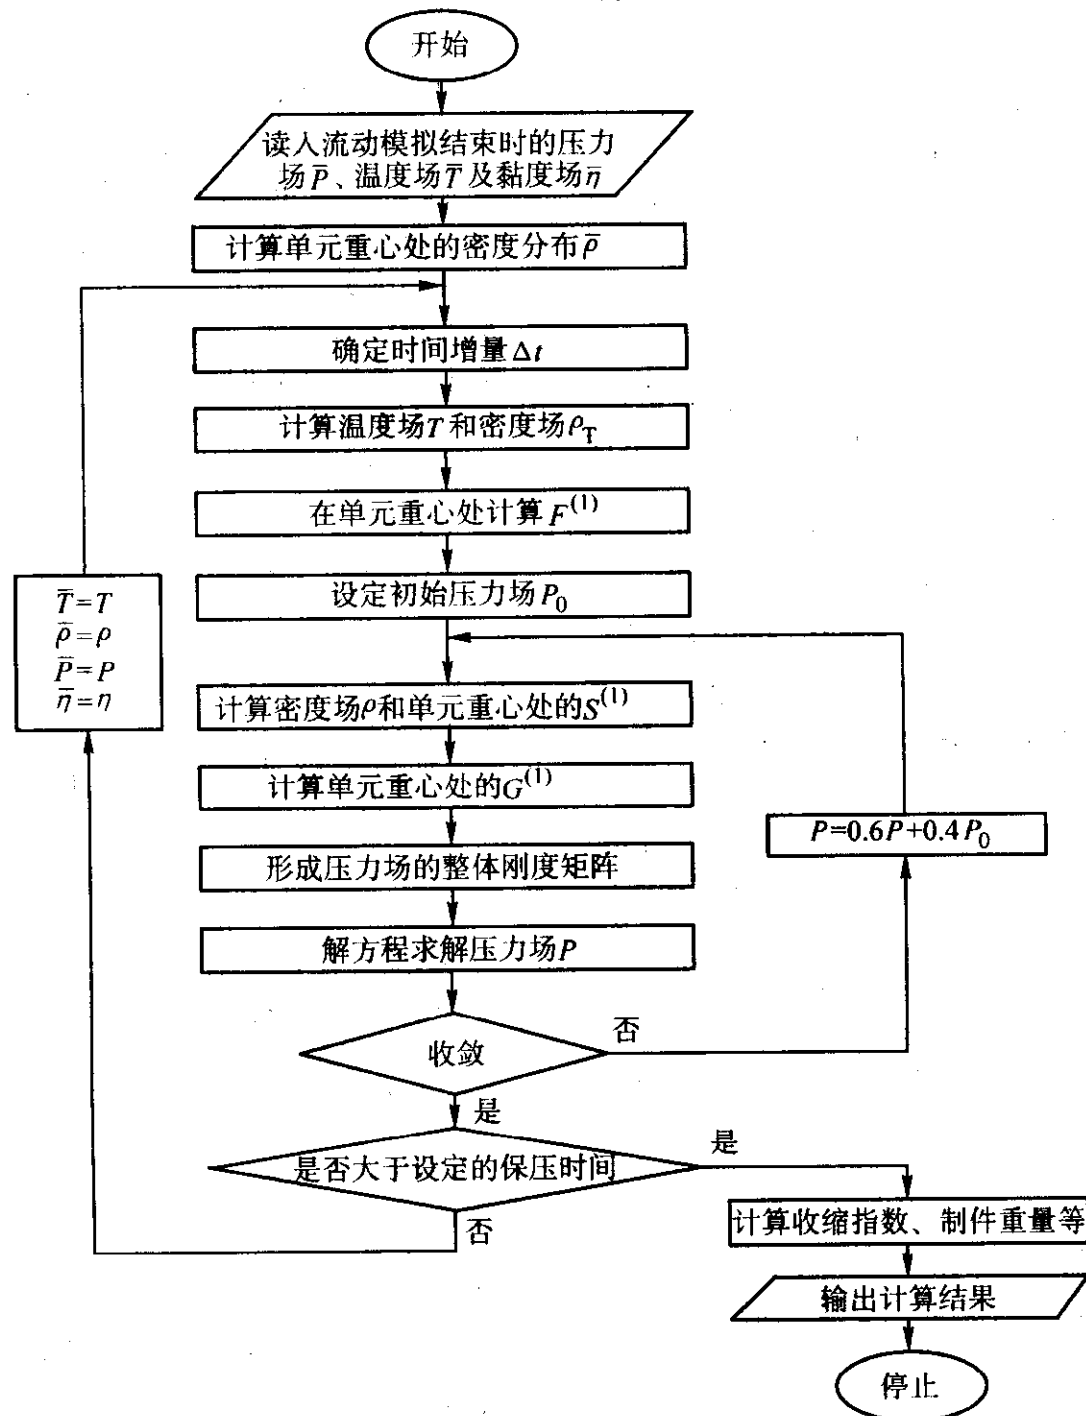 开始
读入流动模拟结束时的压力
场P̅、温度场T̅及黏度场η̅
计算单元重心处的密度分布ρ̅
确定时间增量Δt
计算温度场T和密度场ρ_T
在单元重心处计算F^(1)
设定初始压力场P₀
T̅=T
ρ̅=ρ
P̅=P
η̅=η
计算密度场ρ和单元重心处的S^(1)
计算单元重心处的G^(1)
P=0.6P+0.4P₀
形成压力场的整体刚度矩阵
解方程求解压力场P
收敛
否
是
是否大于设定的保压时间
是
否
计算收缩指数、制件重量等
输出计算结果
停止